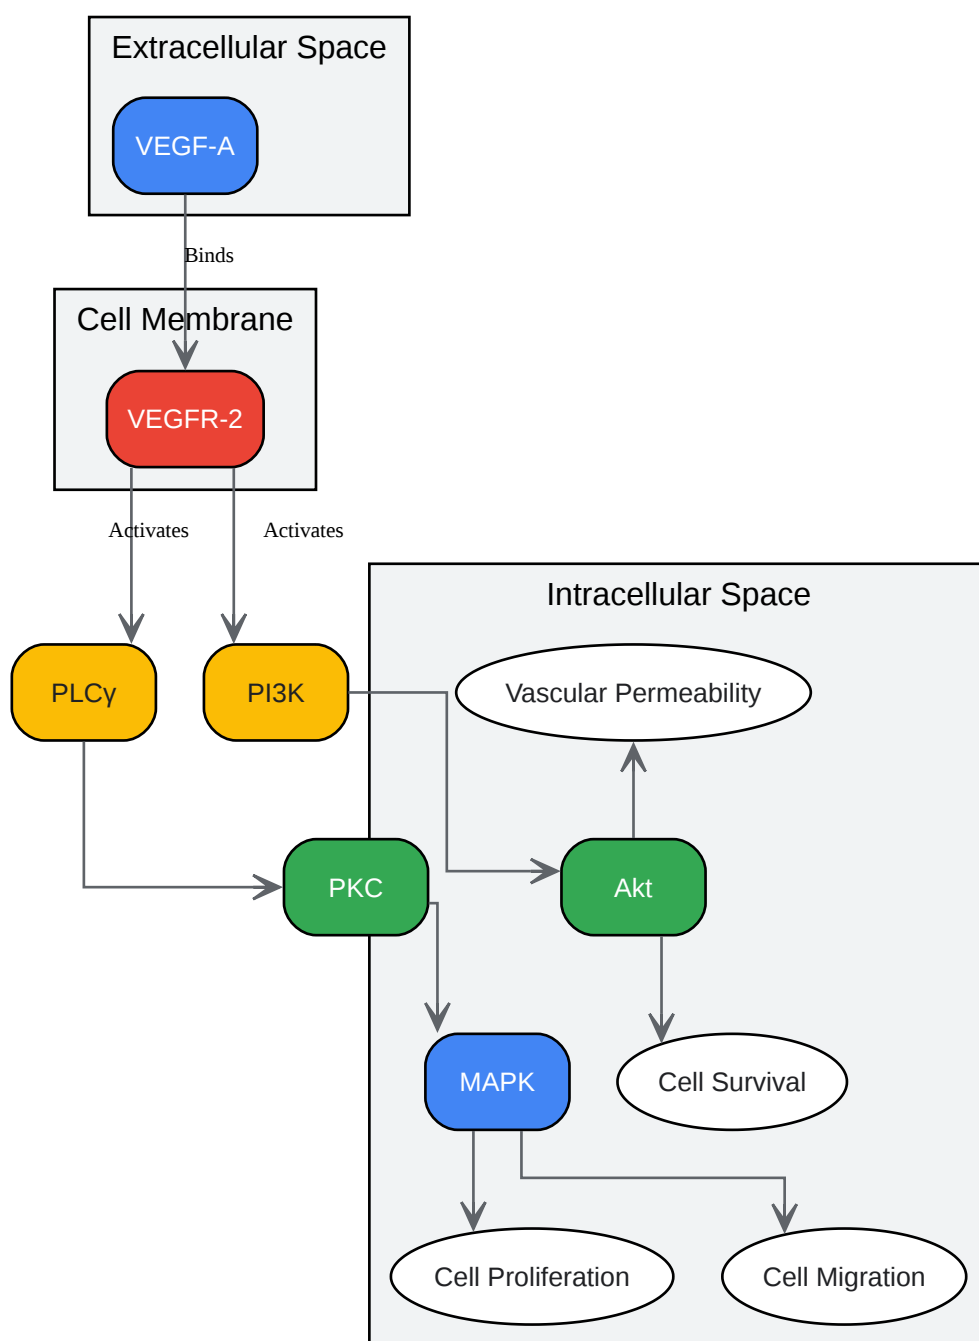 Extracellular Space
VEGF-A
Binds
Cell Membrane
VEGFR-2
Activates
Activates
Intracellular Space
PLCγ
PI3K
Vascular Permeability
PKC
Akt
MAPK
Cell Survival
Cell Proliferation
Cell Migration